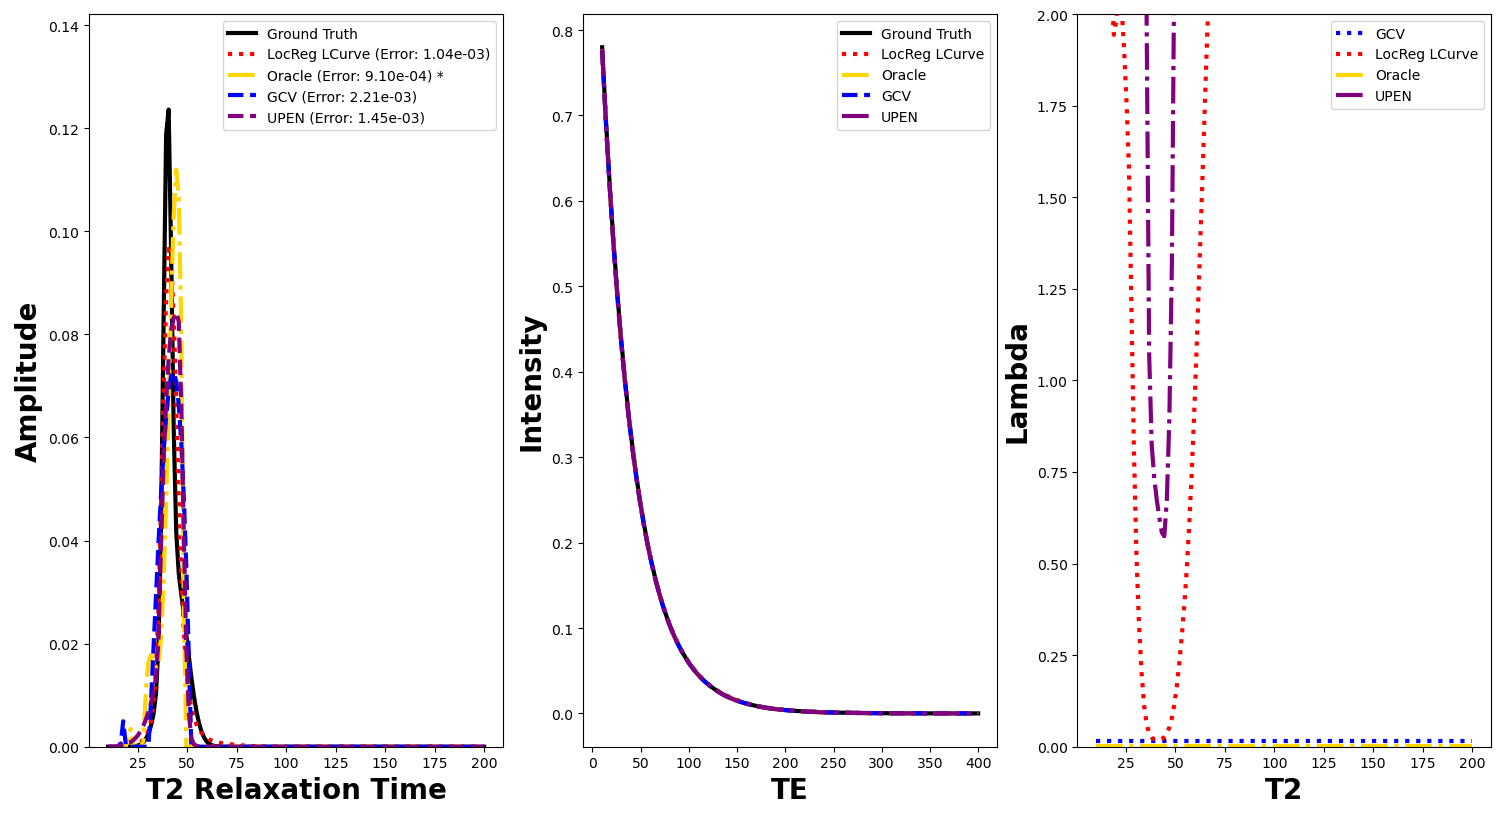 Amplitude
0.14
0.12
0.10
0.08
0.06
0.04
0.02
0.00
Ground Truth
LocReg LCurve (Error: 1.04e-03)
Oracle (Error: 9.10e-04) *
GCV (Error: 2.21e-03)
UPEN (Error: 1.45e-03)
25 50 75 100 125 150 175 200
T2 Relaxation Time
Intensity
0.8
0.7
0.6
0.5
0.4
0.3
0.2
0.1
0.0
Ground Truth
LocReg LCurve
Oracle
GCV
UPEN
0 50 100 150 200 250 300 350 400
TE
Lambda
2.00
1.75
1.50
1.25
1.00
0.75
0.50
0.25
0.00
GCV
LocReg LCurve
Oracle
UPEN
25 50 75 100 125 150 175 200
T2